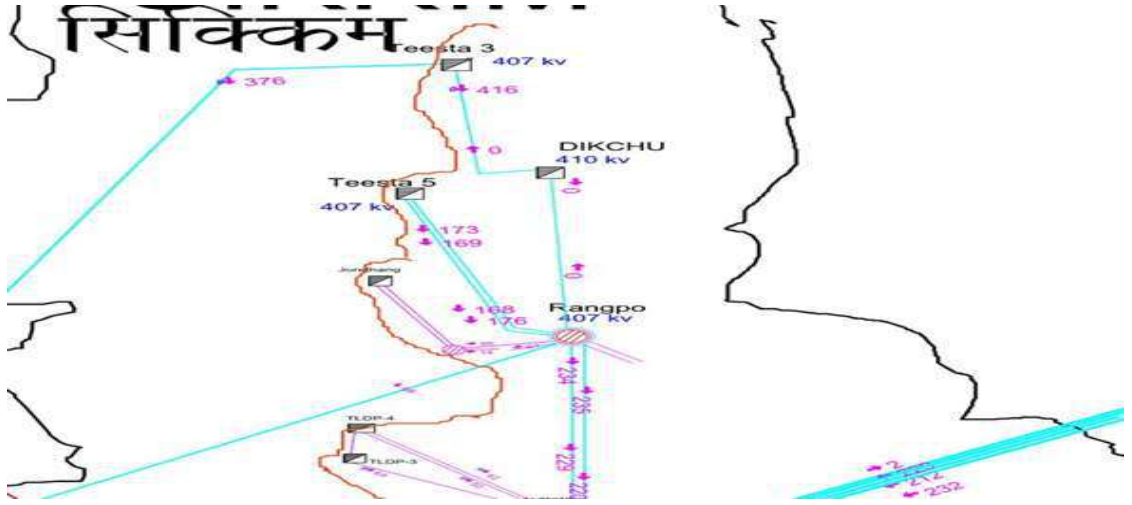 सिक्किम
Teesta 3
407 kv
376
416
0
DIKCHU
410 kv
0
Teesta 5
407 kv
173
169
0
168
176
Rangpo
407 kv
234
235
TLDP-4
TLDP-3
229
220
2
212
232